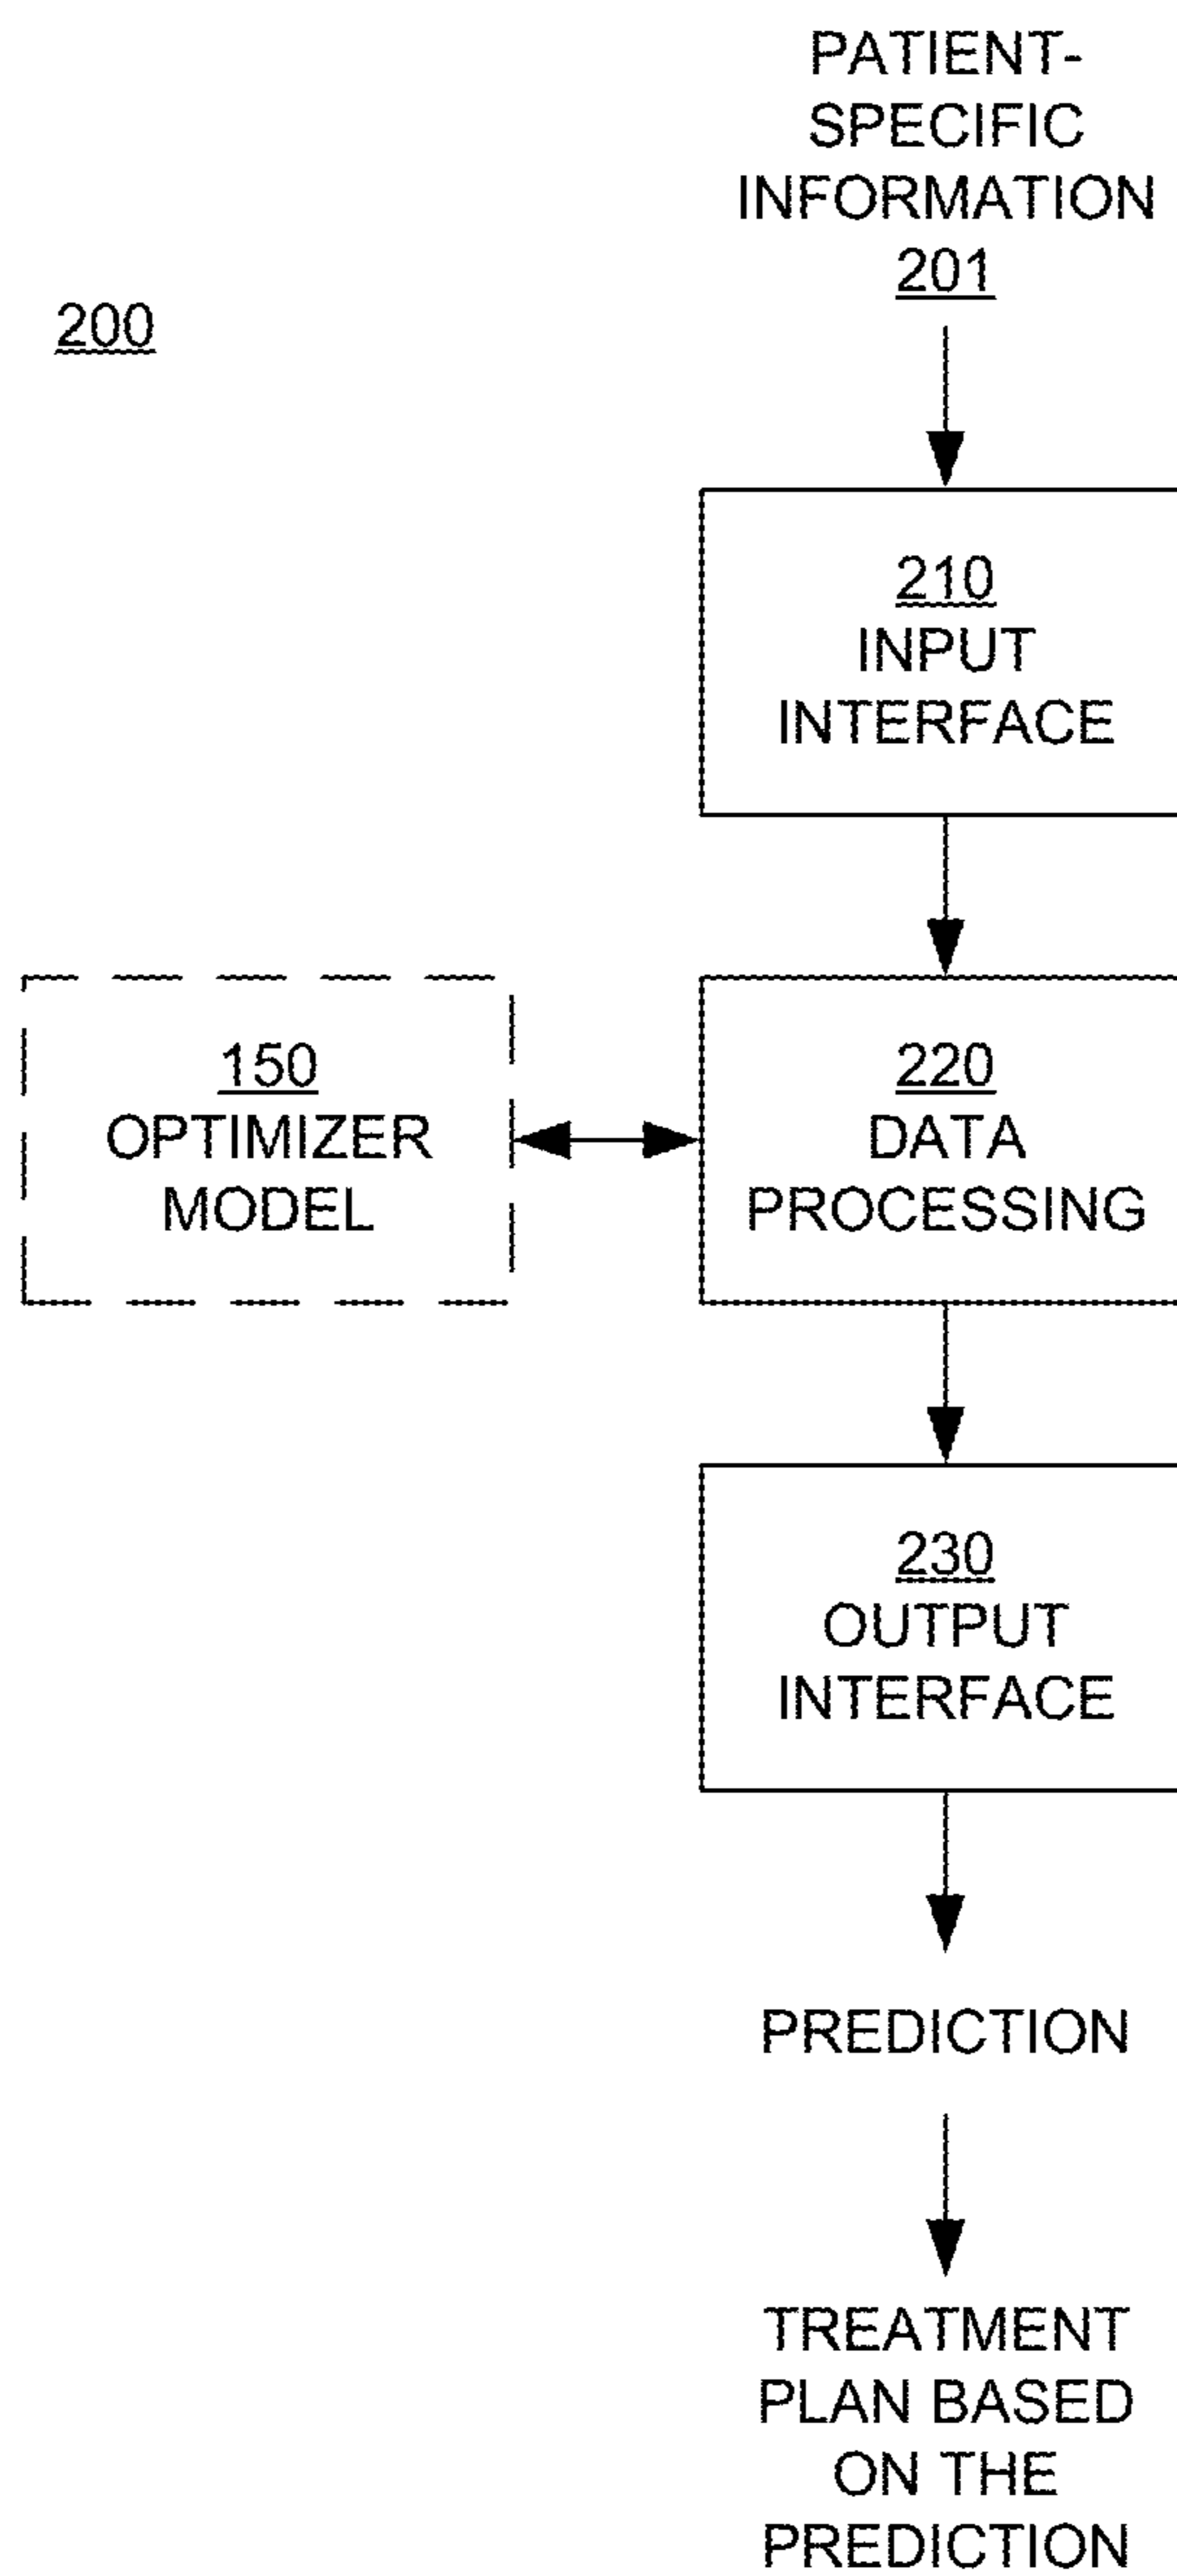 PATIENT-
SPECIFIC
INFORMATION
201
200
210
INPUT
INTERFACE
150
OPTIMIZER
MODEL
220
DATA
PROCESSING
230
OUTPUT
INTERFACE
PREDICTION
TREATMENT
PLAN BASED
ON THE
PREDICTION